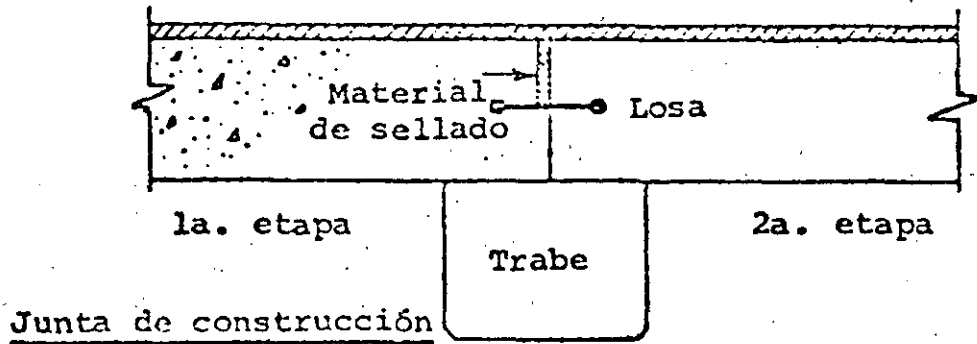 Material
de sellado
Losa
1a. etapa
2a. etapa
Trabe
Junta de construcción